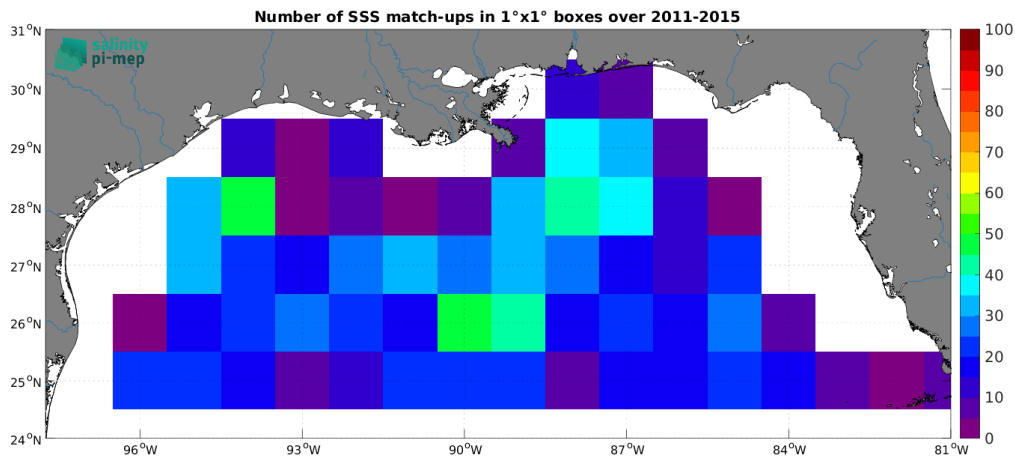 Number of SSS match-ups in 1°x1° boxes over 2011-2015
salinity
pi-mep
31°N
30°N
29°N
28°N
27°N
26°N
25°N
24°N
96°W
93°W
90°W
87°W
84°W
81°W
100
90
80
70
60
50
40
30
20
10
0